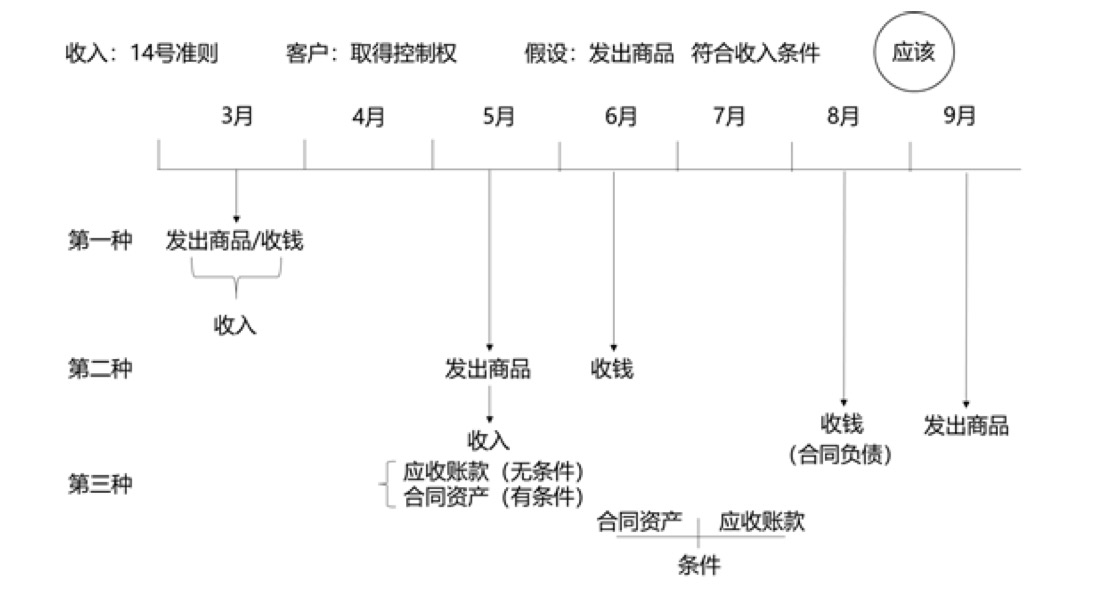 收入：14号准则 客户：取得控制权 假设：发出商品 符合收入条件 应该
3月 4月 5月 6月 7月 8月 9月
第一种 发出商品/收钱
收入
第二种 发出商品 收钱
收钱 发出商品
收入 (合同负债)
第三种 应收账款（无条件）
合同资产（有条件）
合同资产 应收账款
条件